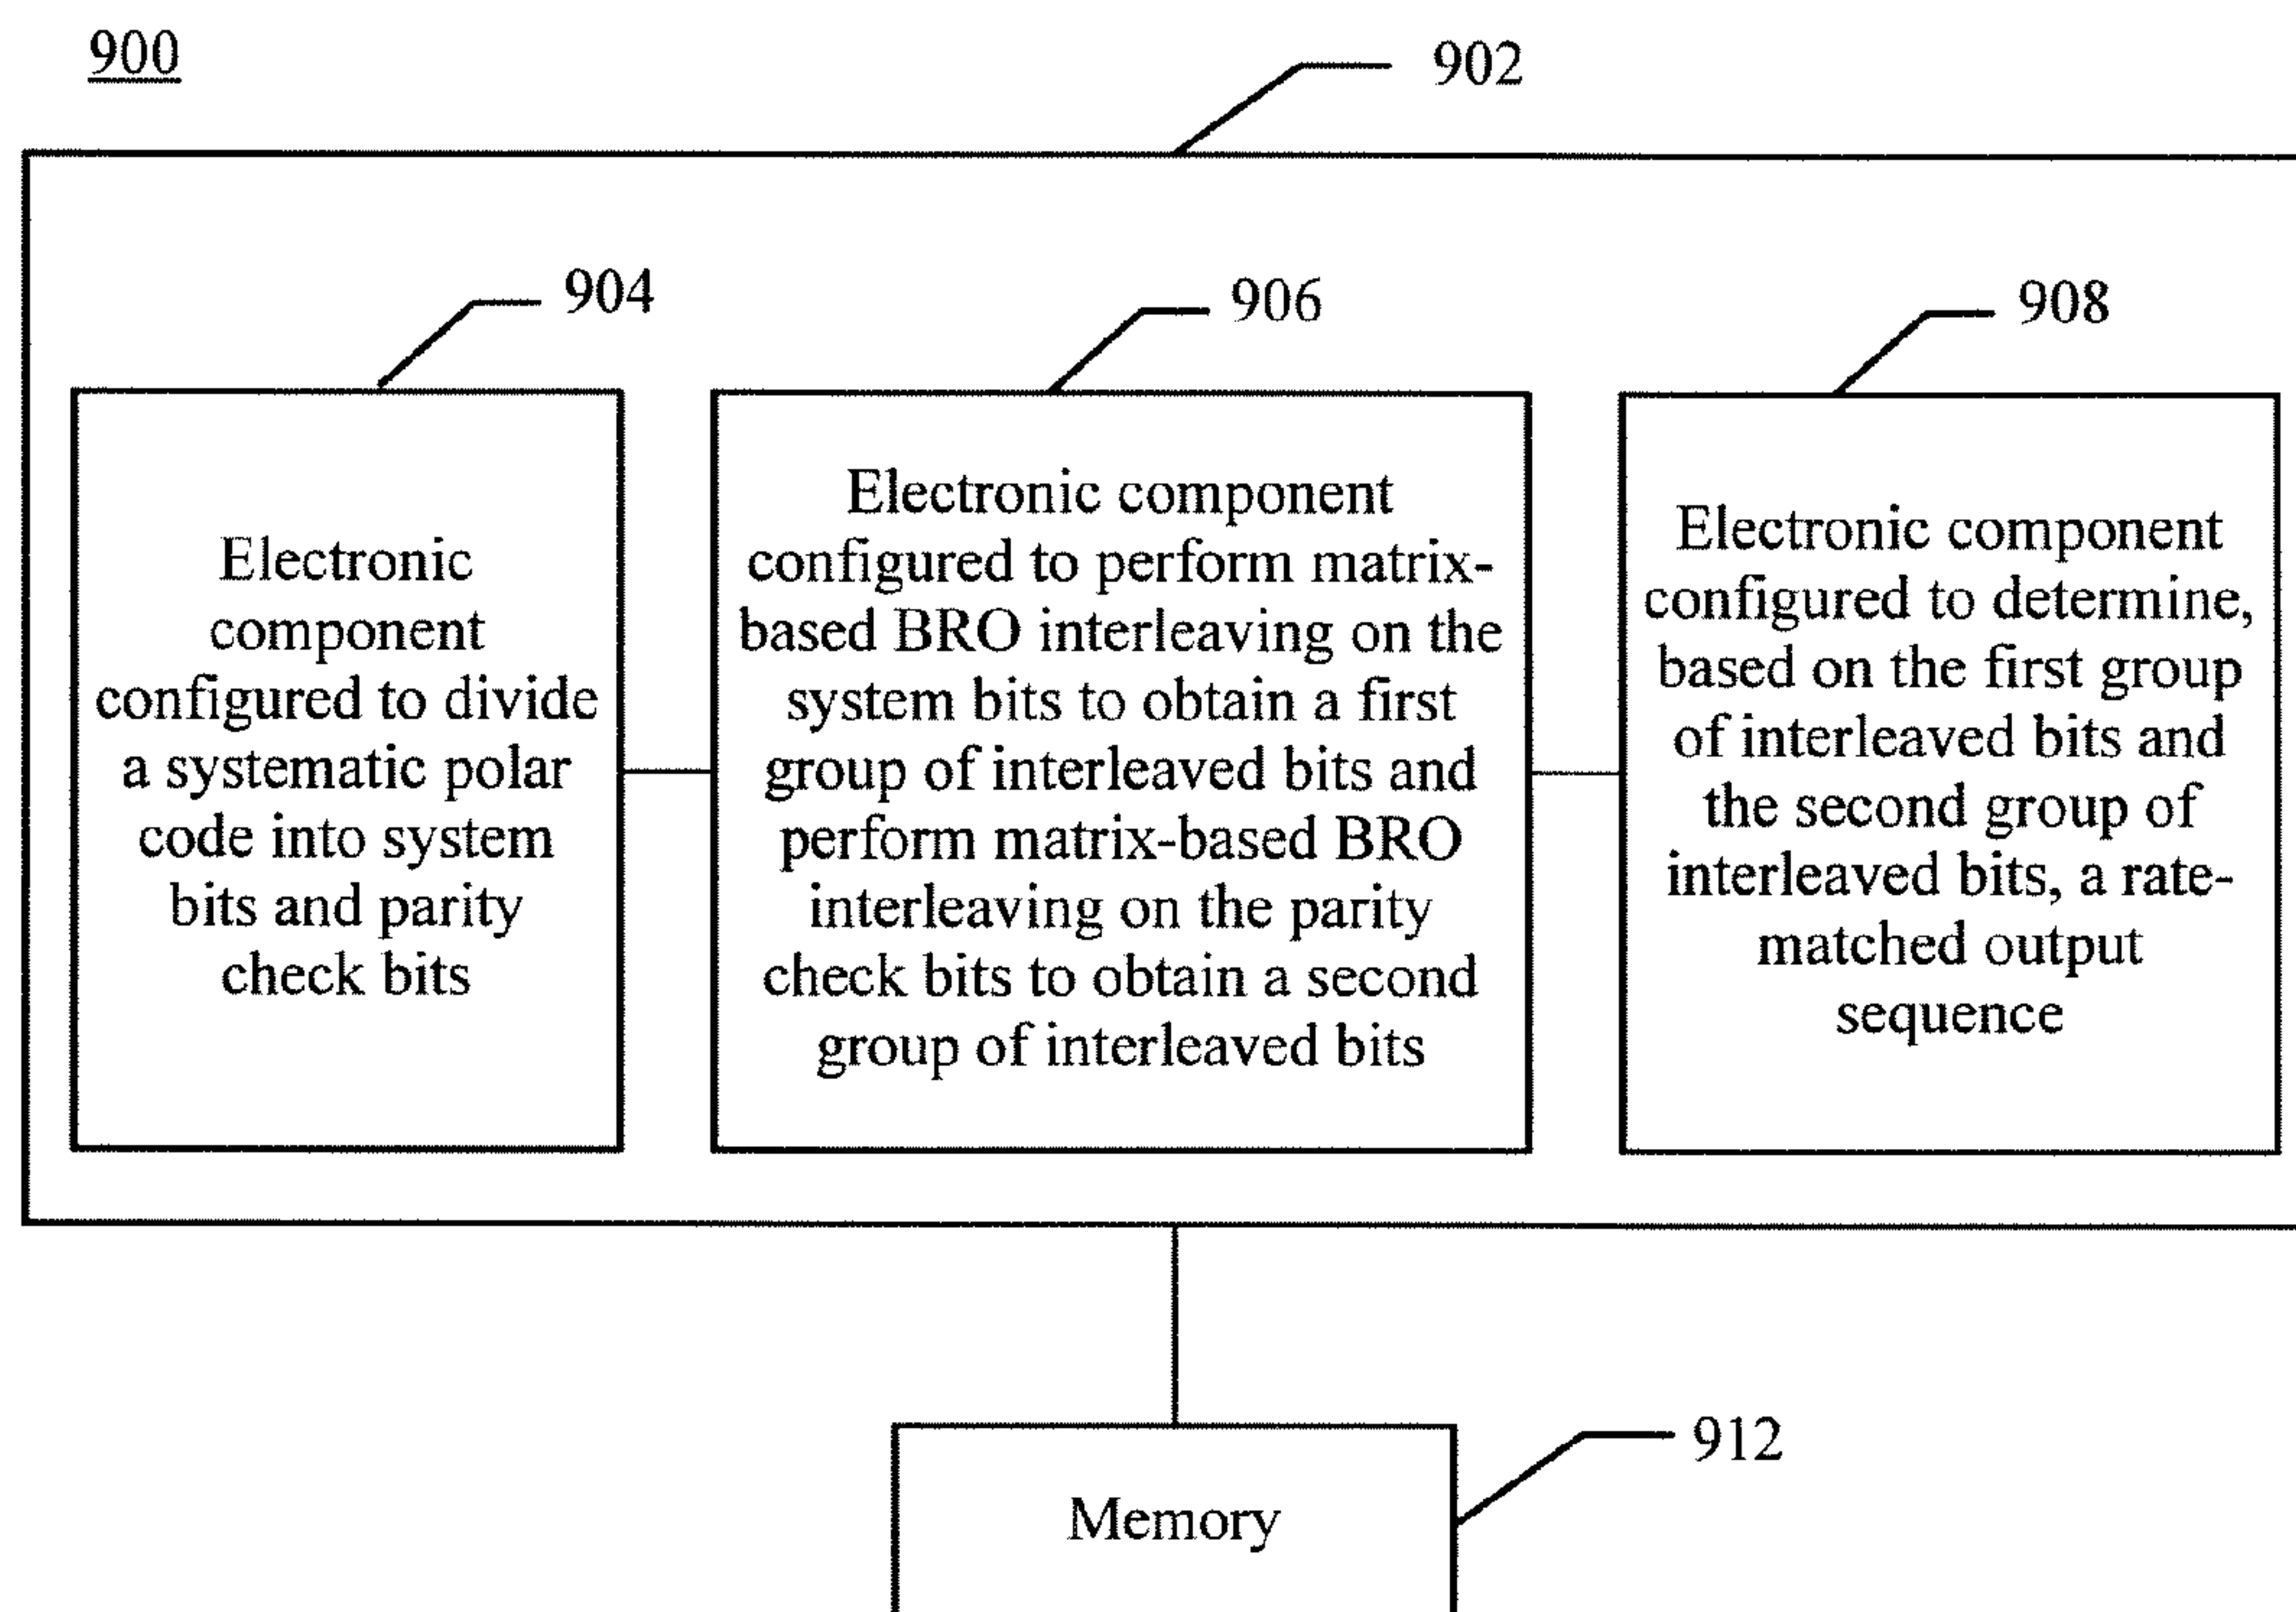 900
902
904
906
908
Electronic
component
configured to divide
a systematic polar
code into system
bits and parity
check bits
Electronic component
configured to perform matrix-
based BRO interleaving on the
system bits to obtain a first
group of interleaved bits and
perform matrix-based BRO
interleaving on the parity
check bits to obtain a second
group of interleaved bits
Electronic component
configured to determine,
based on the first group
of interleaved bits and
the second group of
interleaved bits, a rate-
matched output
sequence
912
Memory